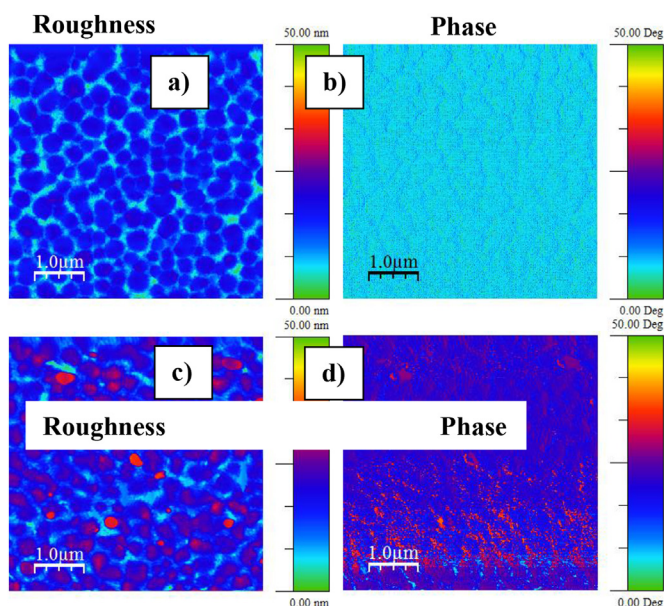 Roughness
50.00 nm
Phase
50.00 Deg
a)
b)
1.0µm
1.0µm
0.00 nm
0.00 Deg
50.00 nm
50.00 Deg
c)
d)
Roughness
Phase
1.0µm
1.0µm
0.00 nm
0.00 Deg